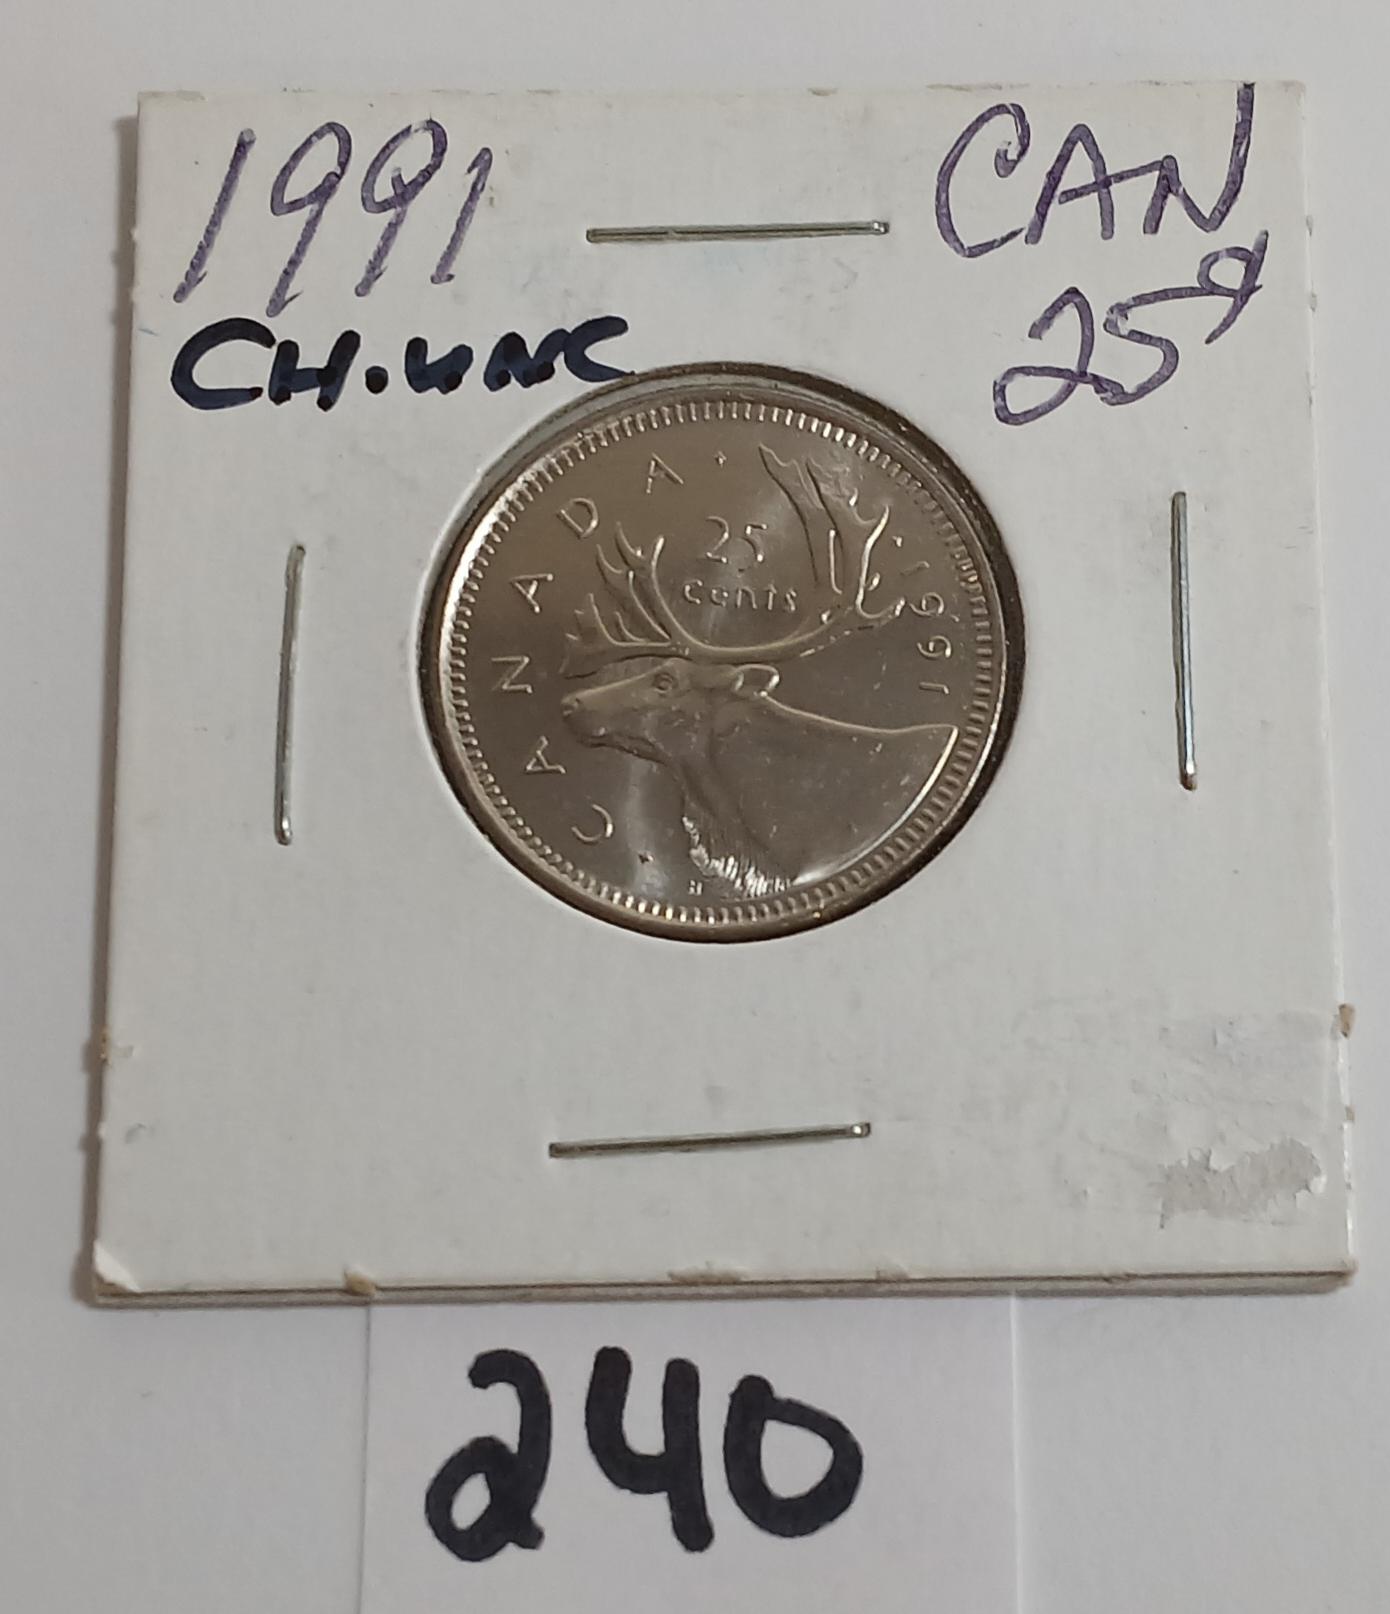 1991 CAN
CH.UNC 25¢
CANADA
25
cents
1991
H
240